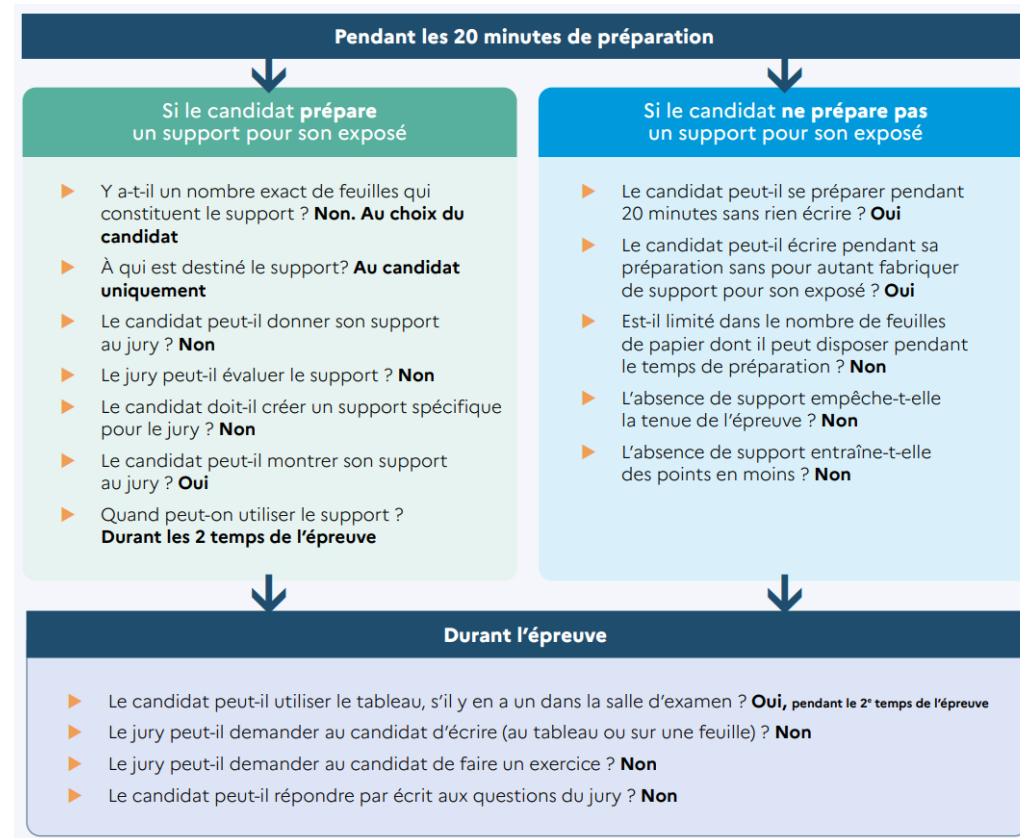 Pendant les 20 minutes de préparation
Si le candidat prépare
un support pour son exposé
Y a-t-il un nombre exact de feuilles qui
constituent le support ? Non. Au choix du
candidat
À qui est destiné le support? Au candidat
uniquement
Le candidat peut-il donner son support
au jury ? Non
Le jury peut-il évaluer le support ? Non
Le candidat doit-il créer un support spécifique
pour le jury ? Non
Le candidat peut-il montrer son support
au jury ? Oui
Quand peut-on utiliser le support ?
Durant les 2 temps de l'épreuve
Si le candidat ne prépare pas
un support pour son exposé
Le candidat peut-il se préparer pendant
20 minutes sans rien écrire ? Oui
Le candidat peut-il écrire pendant sa
préparation sans pour autant fabriquer
de support pour son exposé ? Oui
Est-il limité dans le nombre de feuilles
de papier dont il peut disposer pendant
le temps de préparation ? Non
L'absence de support empêche-t-elle
la tenue de l'épreuve ? Non
L'absence de support entraîne-t-elle
des points en moins ? Non
Durant l'épreuve
Le candidat peut-il utiliser le tableau, s'il y en a un dans la salle d'examen ? Oui, pendant le 2e temps de l'épreuve
Le jury peut-il demander au candidat d'écrire (au tableau ou sur une feuille) ? Non
Le jury peut-il demander au candidat de faire un exercice ? Non
Le candidat peut-il répondre par écrit aux questions du jury ? Non